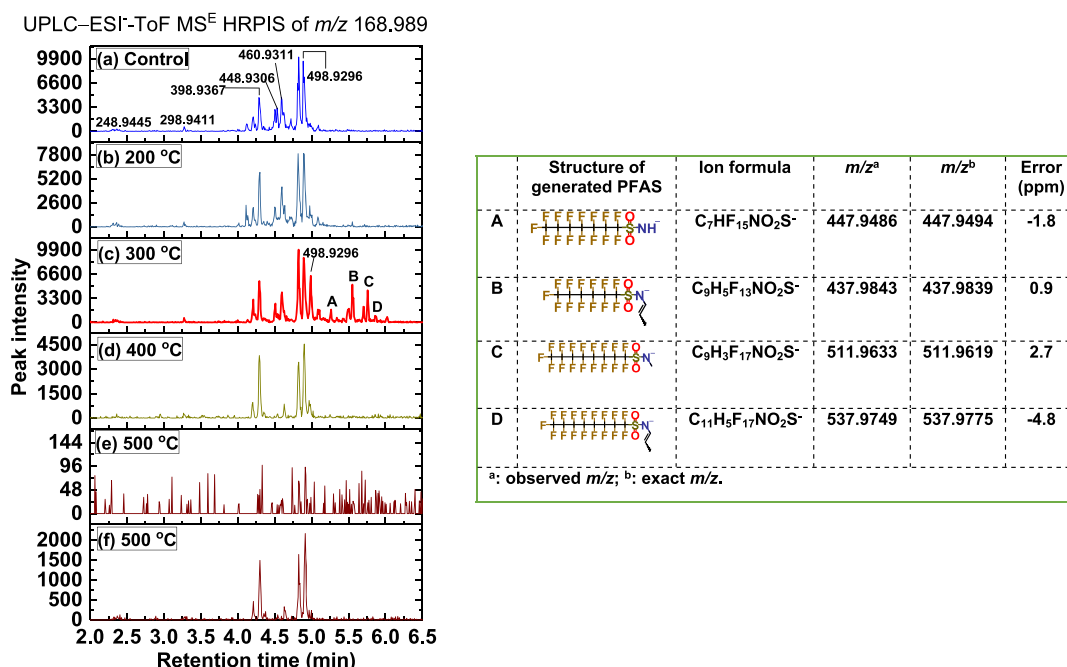 UPLC–ESI⁻-ToF MSᴱ HRPIS of m/z 168.989
(a) Control
9900
6600
3300
0
248.9445
298.9411
398.9367
448.9306
460.9311
498.9296
(b) 200 °C
7800
5200
2600
0
(c) 300 °C
9900
6600
3300
0
498.9296
A
B
C
D
(d) 400 °C
4500
3000
1500
0
(e) 500 °C
144
96
48
0
(f) 500 °C
2000
1500
1000
500
0
2.0 2.5 3.0 3.5 4.0 4.5 5.0 5.5 6.0 6.5
Retention time (min)
Peak intensity
Structure of generated PFAS Ion formula m/zᵃ m/zᵇ Error (ppm)
A F F F F F F F F O S NH⁻ O C₇HF₁₅NO₂S⁻ 447.9486 447.9494 -1.8
B C₉H₅F₁₃NO₂S⁻ 437.9843 437.9839 0.9
C C₉H₃F₁₇NO₂S⁻ 511.9633 511.9619 2.7
D C₁₁H₅F₁₇NO₂S⁻ 537.9749 537.9775 -4.8
ᵃ: observed m/z; ᵇ: exact m/z.